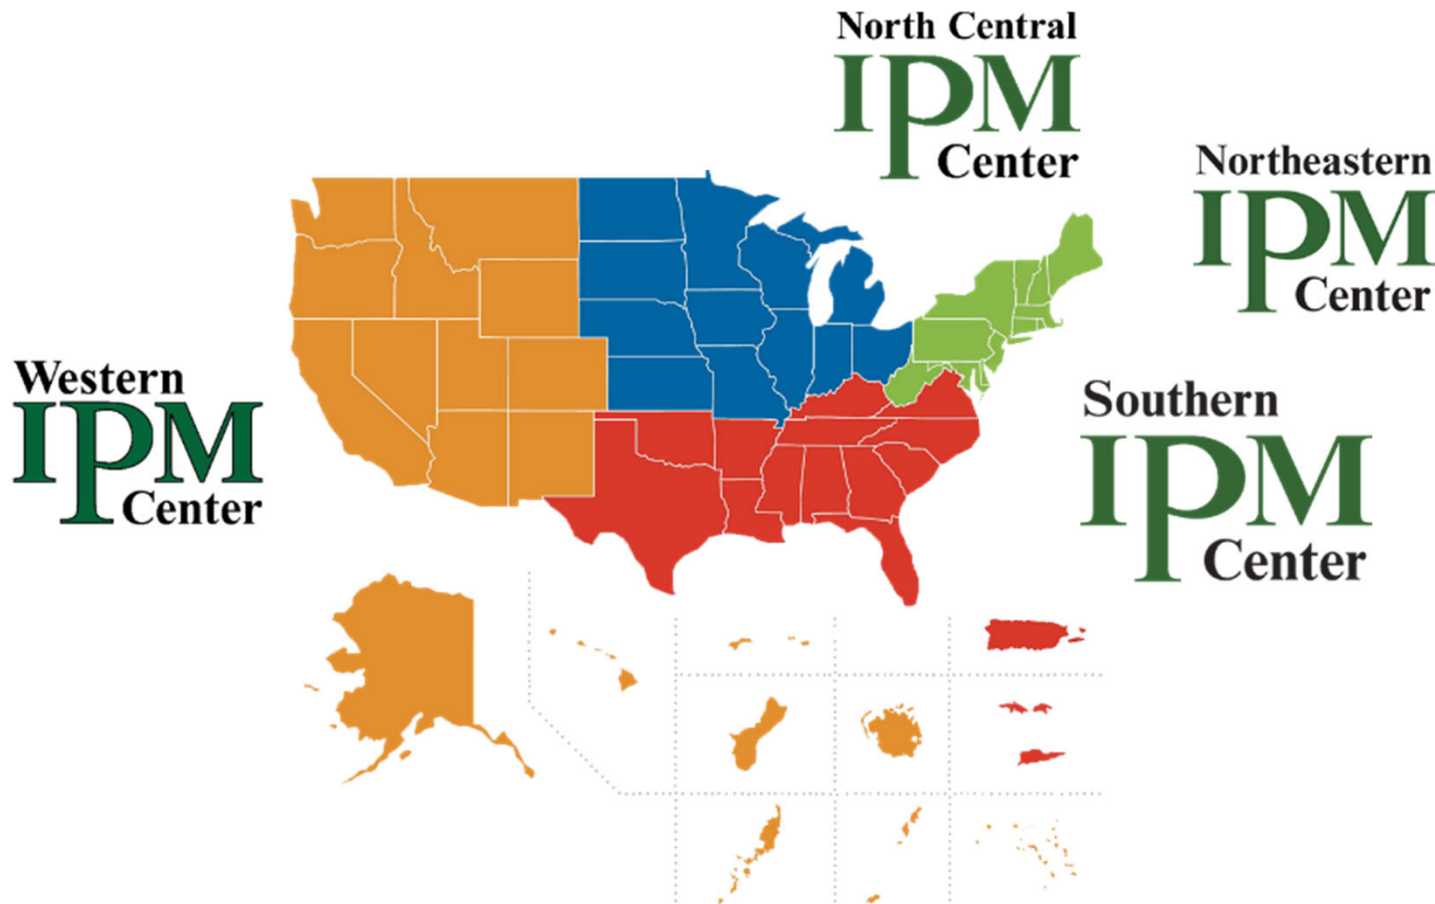 North Central
IPM
Center
Northeastern
IPM
Center
Western
IPM
Center
Southern
IPM
Center